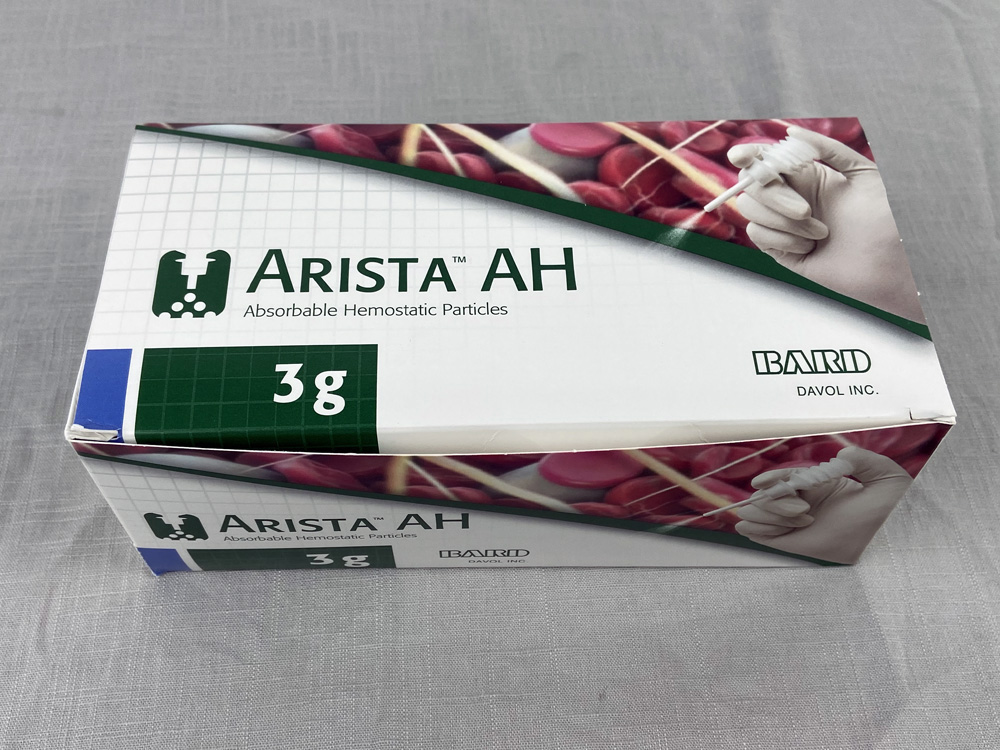 ARISTA™ AH
Absorbable Hemostatic Particles
3g
BARD
DAVOL INC.
ARISTA™ AH
Absorbable Hemostatic Particles
3g
BARD
DAVOL INC.